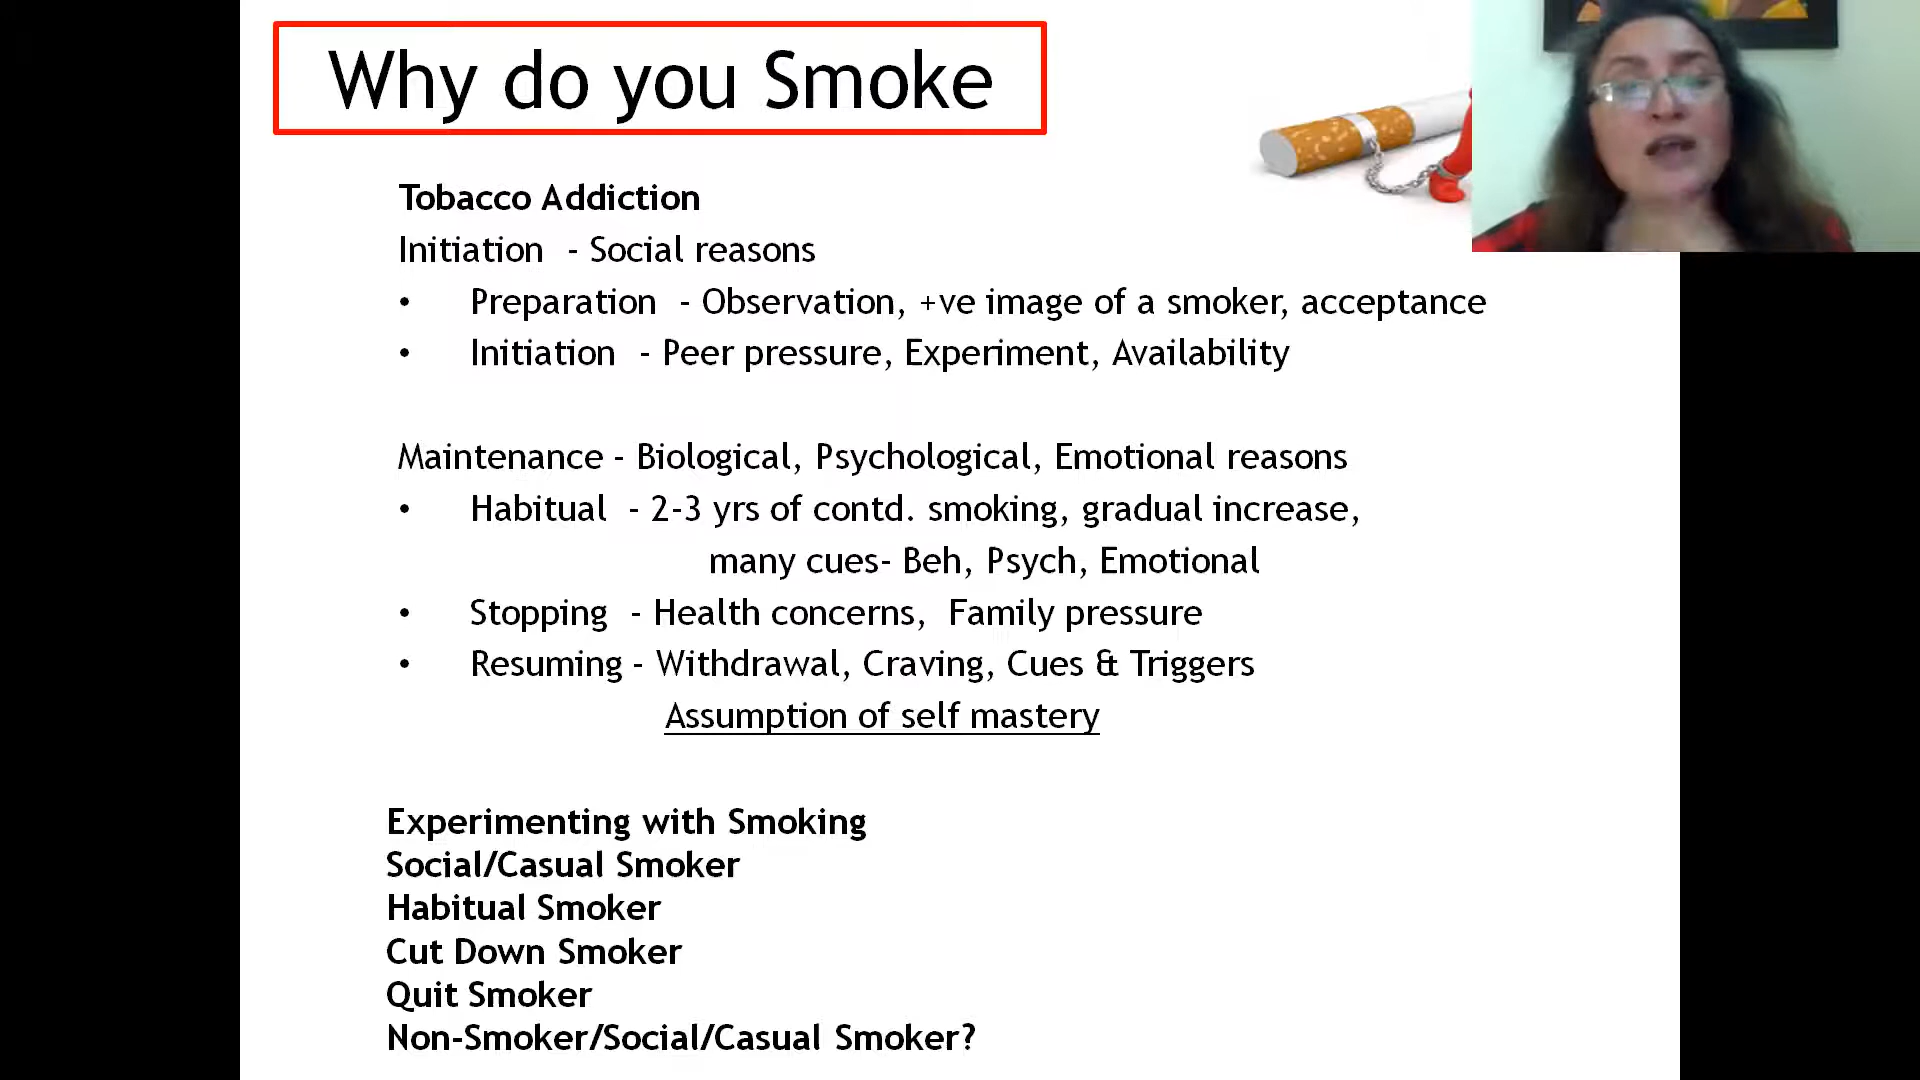 Why do you Smoke
Tobacco Addiction
Initiation - Social reasons
• Preparation - Observation, +ve image of a smoker, acceptance
• Initiation - Peer pressure, Experiment, Availability
Maintenance - Biological, Psychological, Emotional reasons
• Habitual - 2-3 yrs of contd. smoking, gradual increase,
many cues- Beh, Psych, Emotional
• Stopping - Health concerns, Family pressure
• Resuming - Withdrawal, Craving, Cues & Triggers
Assumption of self mastery
Experimenting with Smoking
Social/Casual Smoker
Habitual Smoker
Cut Down Smoker
Quit Smoker
Non-Smoker/Social/Casual Smoker?